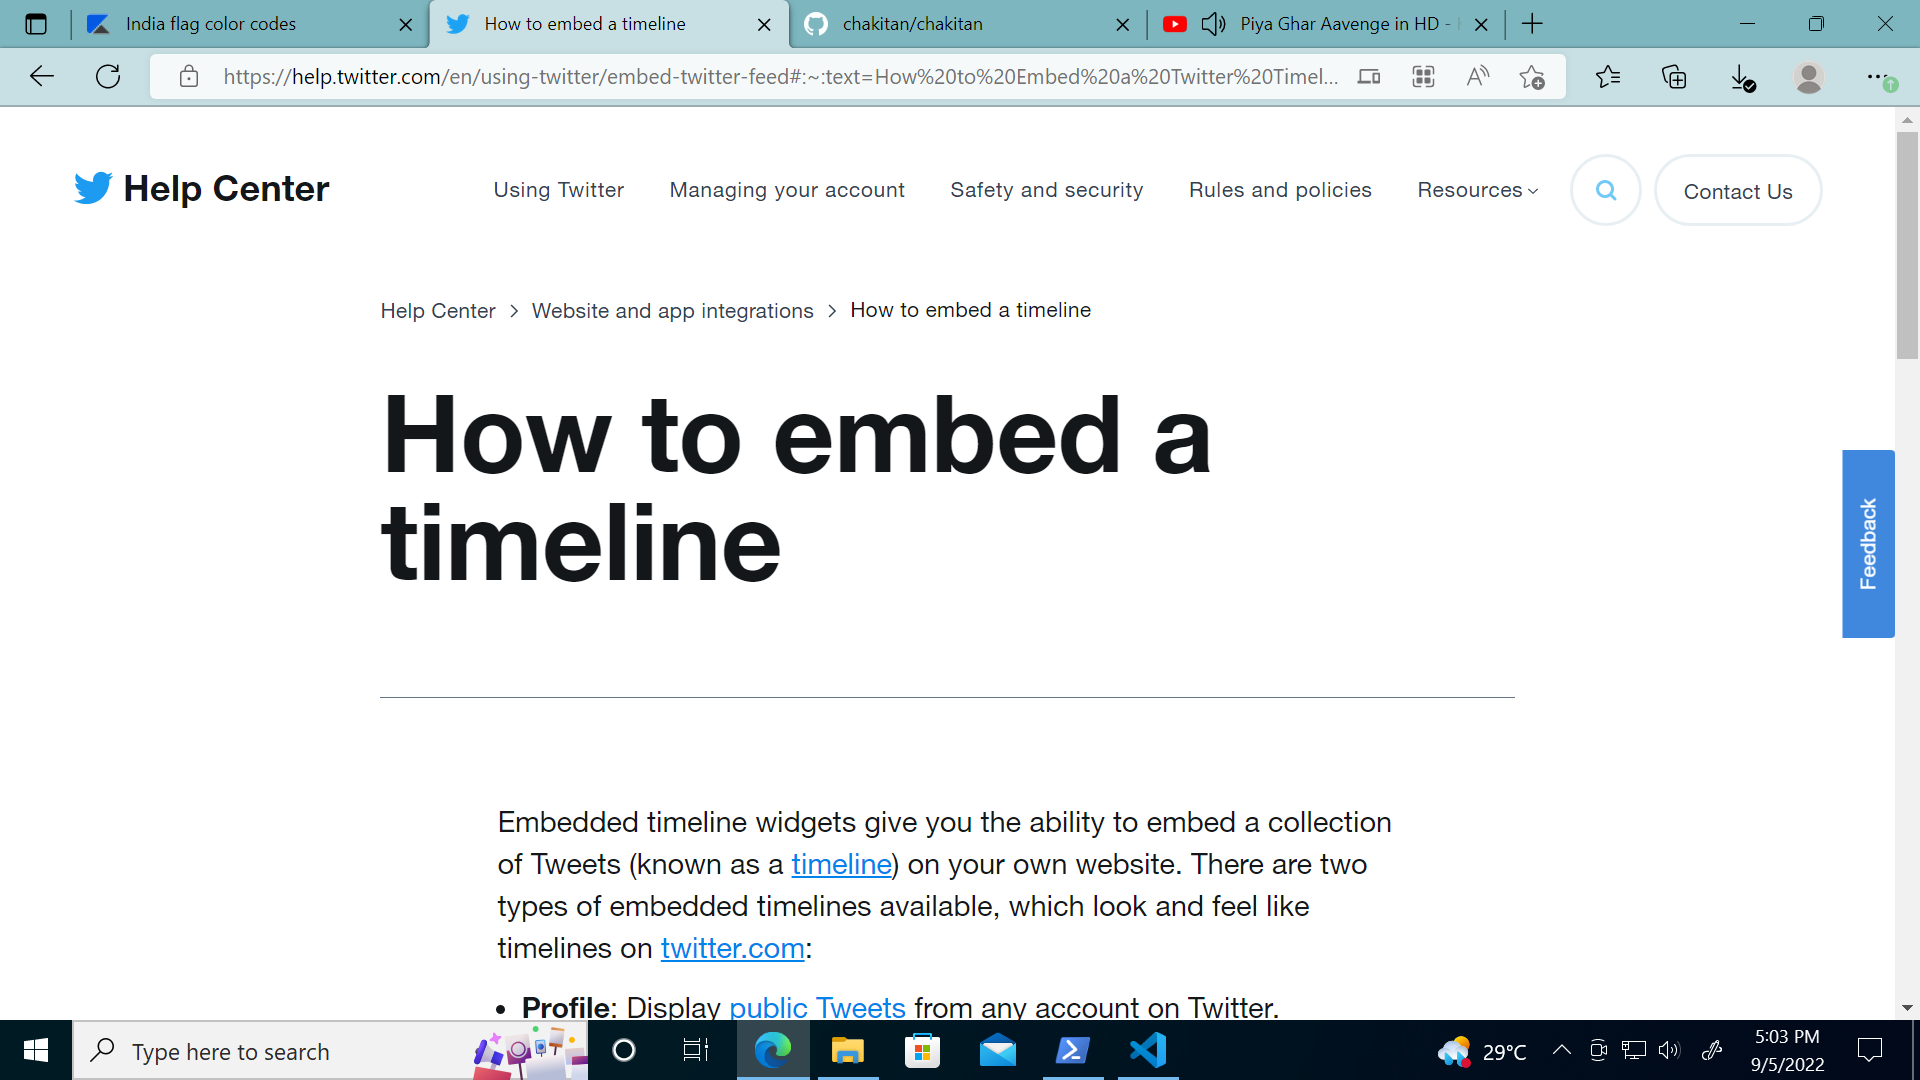 India flag color codes
How to embed a timeline
chakitan/chakitan
Piya Ghar Aavenge in HD -
https://help.twitter.com/en/using-twitter/embed-twitter-feed#:~:text=How%20to%20Embed%20a%20Twitter%20Timel...
Help Center
Using Twitter
Managing your account
Safety and security
Rules and policies
Resources
Contact Us
Help Center > Website and app integrations > How to embed a timeline
How to embed a
timeline
Feedback
Embedded timeline widgets give you the ability to embed a collection
of Tweets (known as a timeline) on your own website. There are two
types of embedded timelines available, which look and feel like
timelines on twitter.com:
• Profile: Display public Tweets from any account on Twitter.
Type here to search
29°C
5:03 PM
9/5/2022